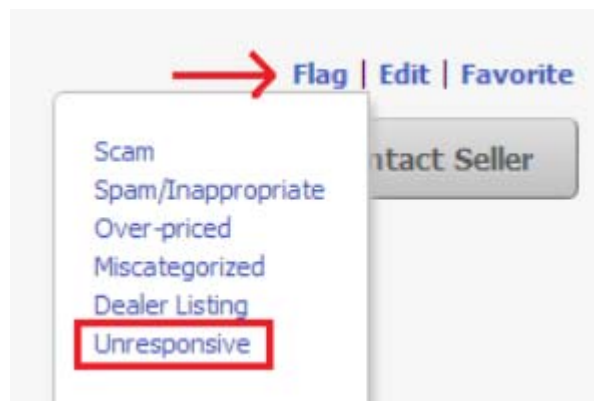 Flag | Edit | Favorite
ntact Seller
Scam
Spam/Inappropriate
Over-priced
Miscategorized
Dealer Listing
Unresponsive